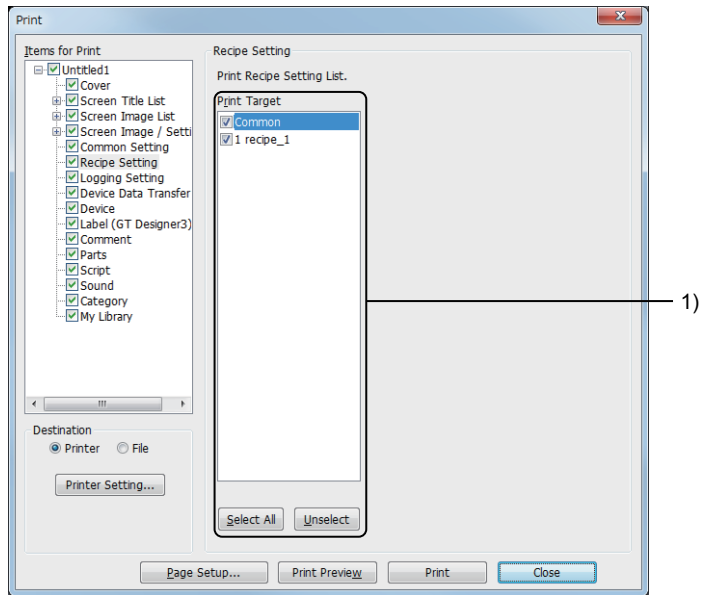 Print
Items for Print
Untitled1
Cover
Screen Title List
Screen Image List
Screen Image / Setti
Common Setting
Recipe Setting
Logging Setting
Device Data Transfer
Device
Label (GT Designer3)
Comment
Parts
Script
Sound
Category
My Library
Destination
Printer File
Printer Setting...
Recipe Setting
Print Recipe Setting List.
Print Target
Common
1 recipe_1
Select All Unselect
1)
Page Setup... Print Preview Print Close